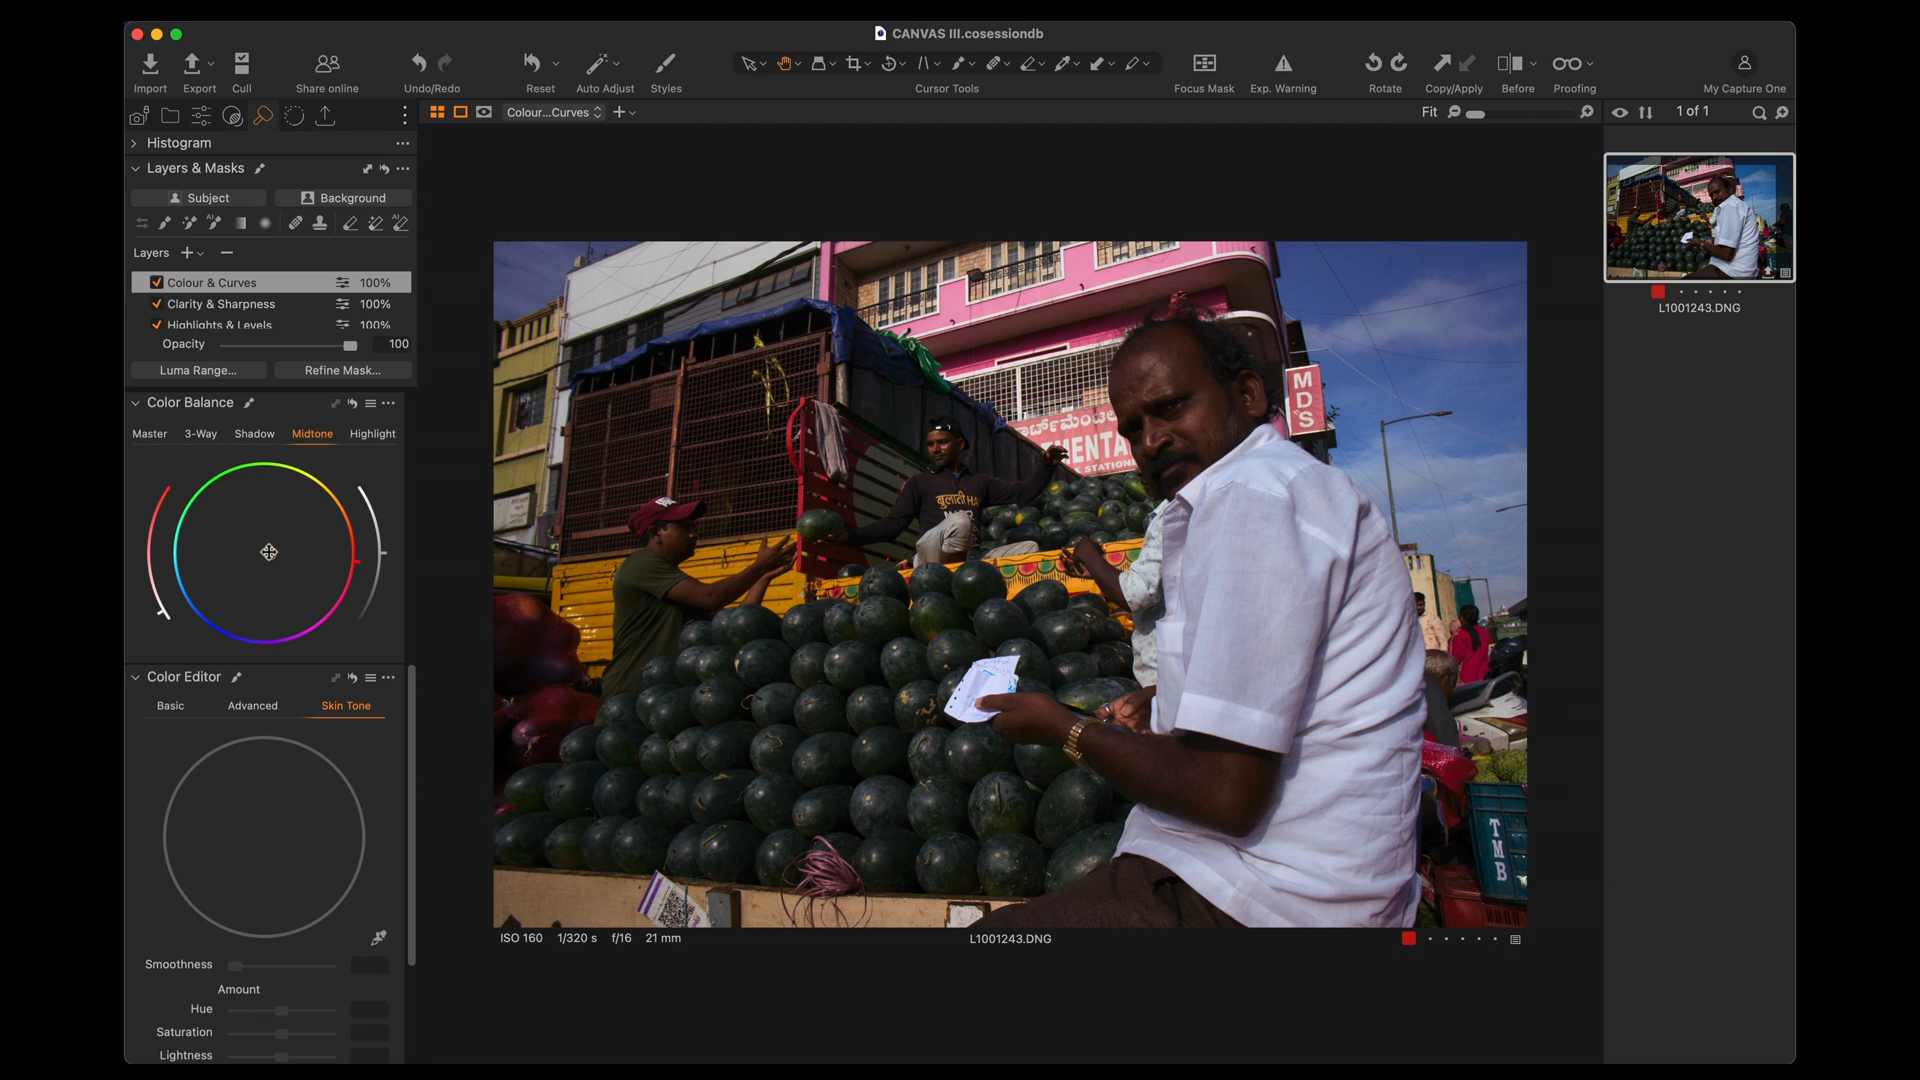 CANVAS III.cosessiondb
Import
Export
Cull
Share online
Undo/Redo
Reset
Auto Adjust
Styles
Cursor Tools
Focus Mask
Exp. Warning
Rotate
Copy/Apply
Before
Proofing
My Capture One
Colour...Curves
Fit
1 of 1
Histogram
Layers & Masks
Subject
Background
Layers
Colour & Curves 100%
Clarity & Sharpness 100%
Highlights & Levels 100%
Opacity 100
Luma Range...
Refine Mask...
Color Balance
Master
3-Way
Shadow
Midtone
Highlight
Color Editor
Basic
Advanced
Skin Tone
Smoothness
Amount
Hue
Saturation
Lightness
MDS
MENTA
& STATION
बुलाती HA
TMB
ISO 160 1/320 s f/16 21 mm
L1001243.DNG
L1001243.DNG